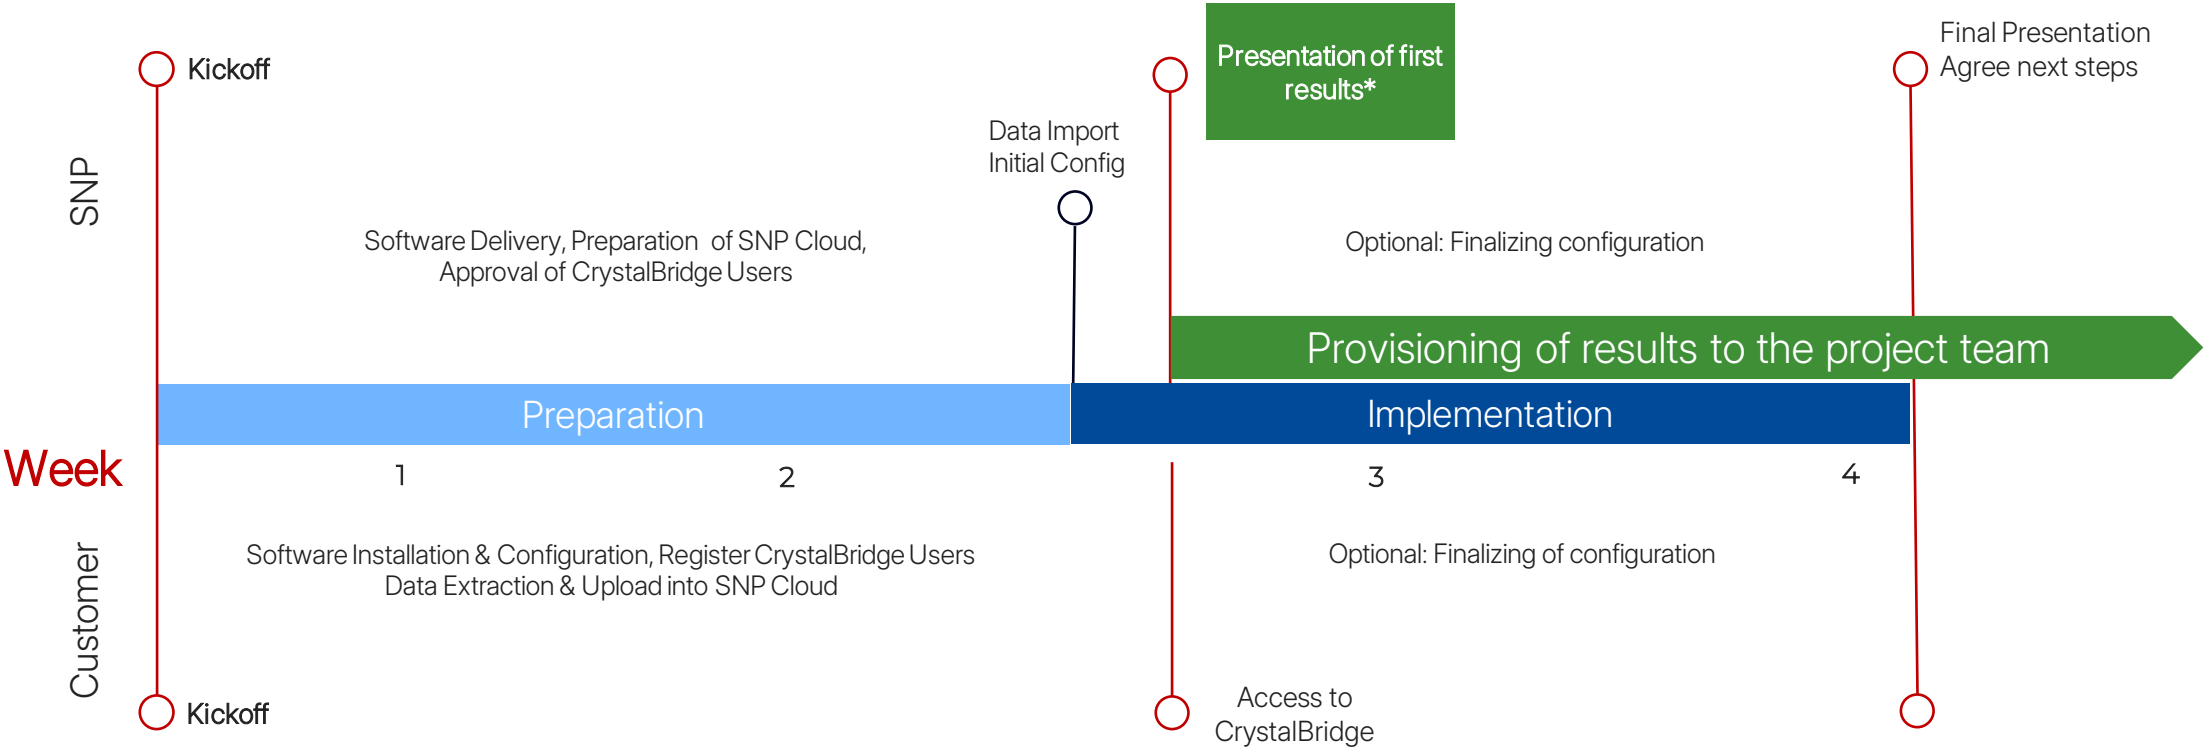 Kickoff
Presentation of first
results*
Final Presentation
Agree next steps
Data Import
Initial Config
SNP
Software Delivery, Preparation of SNP Cloud,
Approval of CrystalBridge Users
Optional: Finalizing configuration
Provisioning of results to the project team
Preparation
Implementation
Week
1
2
3
4
Customer
Software Installation & Configuration, Register CrystalBridge Users
Data Extraction & Upload into SNP Cloud
Optional: Finalizing of configuration
Kickoff
Access to
CrystalBridge